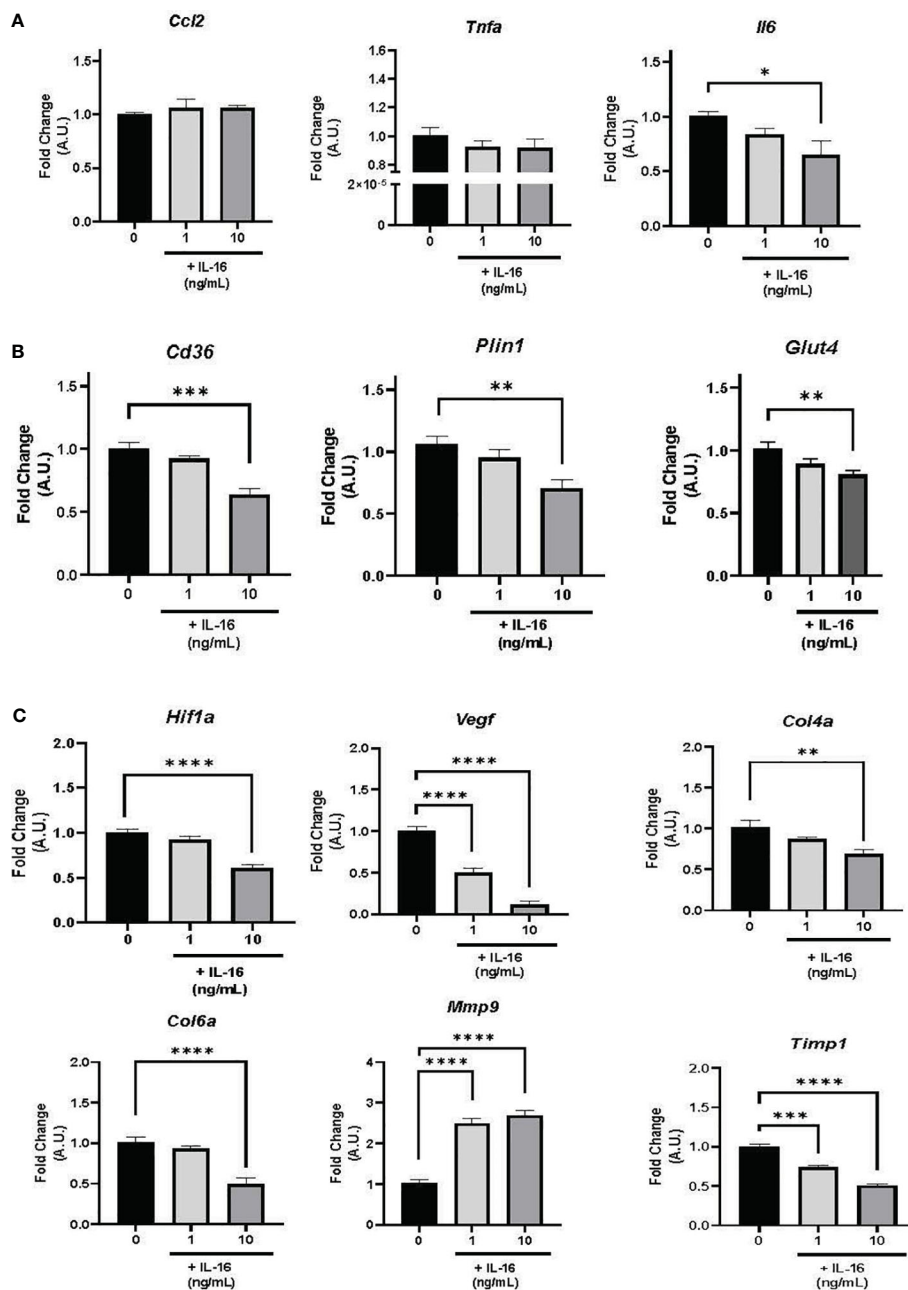 A
Ccl2
Fold Change
(A.U.)
1.5
1.0
0.5
0.0
0
1
10
+ IL-16
(ng/mL)
Tnfa
Fold Change
(A.U.)
1.6
1.4
1.2
1.0
0.8
2×10⁻⁵
0
0
1
10
+ IL-16
(ng/mL)
Il6
Fold Change
(A.U.)
1.5
1.0
0.5
0.0
*
0
1
10
+ IL-16
(ng/mL)
B
Cd36
Fold Change
(A.U.)
1.5
1.0
0.5
0.0
***
0
1
10
+ IL-16
(ng/mL)
Plin1
Fold Change
(A.U.)
1.5
1.0
0.5
0.0
**
0
1
10
+ IL-16
(ng/mL)
Glut4
Fold Change
(A.U.)
1.5
1.0
0.5
0.0
**
0
1
10
+ IL-16
(ng/mL)
C
Hif1a
Fold Change
(A.U.)
2.0
1.5
1.0
0.5
0.0
****
0
1
10
+ IL-16
(ng/mL)
Vegf
Fold Change
(A.U.)
2.0
1.5
1.0
0.5
0.0
****
****
0
1
10
+ IL-16
(ng/mL)
Col4a
Fold Change
(A.U.)
2.0
1.5
1.0
0.5
0.0
**
0
1
10
+ IL-16
(ng/mL)
Col6a
Fold Change
(A.U.)
2.0
1.5
1.0
0.5
0.0
****
0
1
10
+ IL-16
(ng/mL)
Mmp9
Fold Change
(A.U.)
4
3
2
1
0
****
****
0
1
10
+ IL-16
(ng/mL)
Timp1
Fold Change
(A.U.)
2.0
1.5
1.0
0.5
0.0
****
***
0
1
10
+ IL-16
(ng/mL)